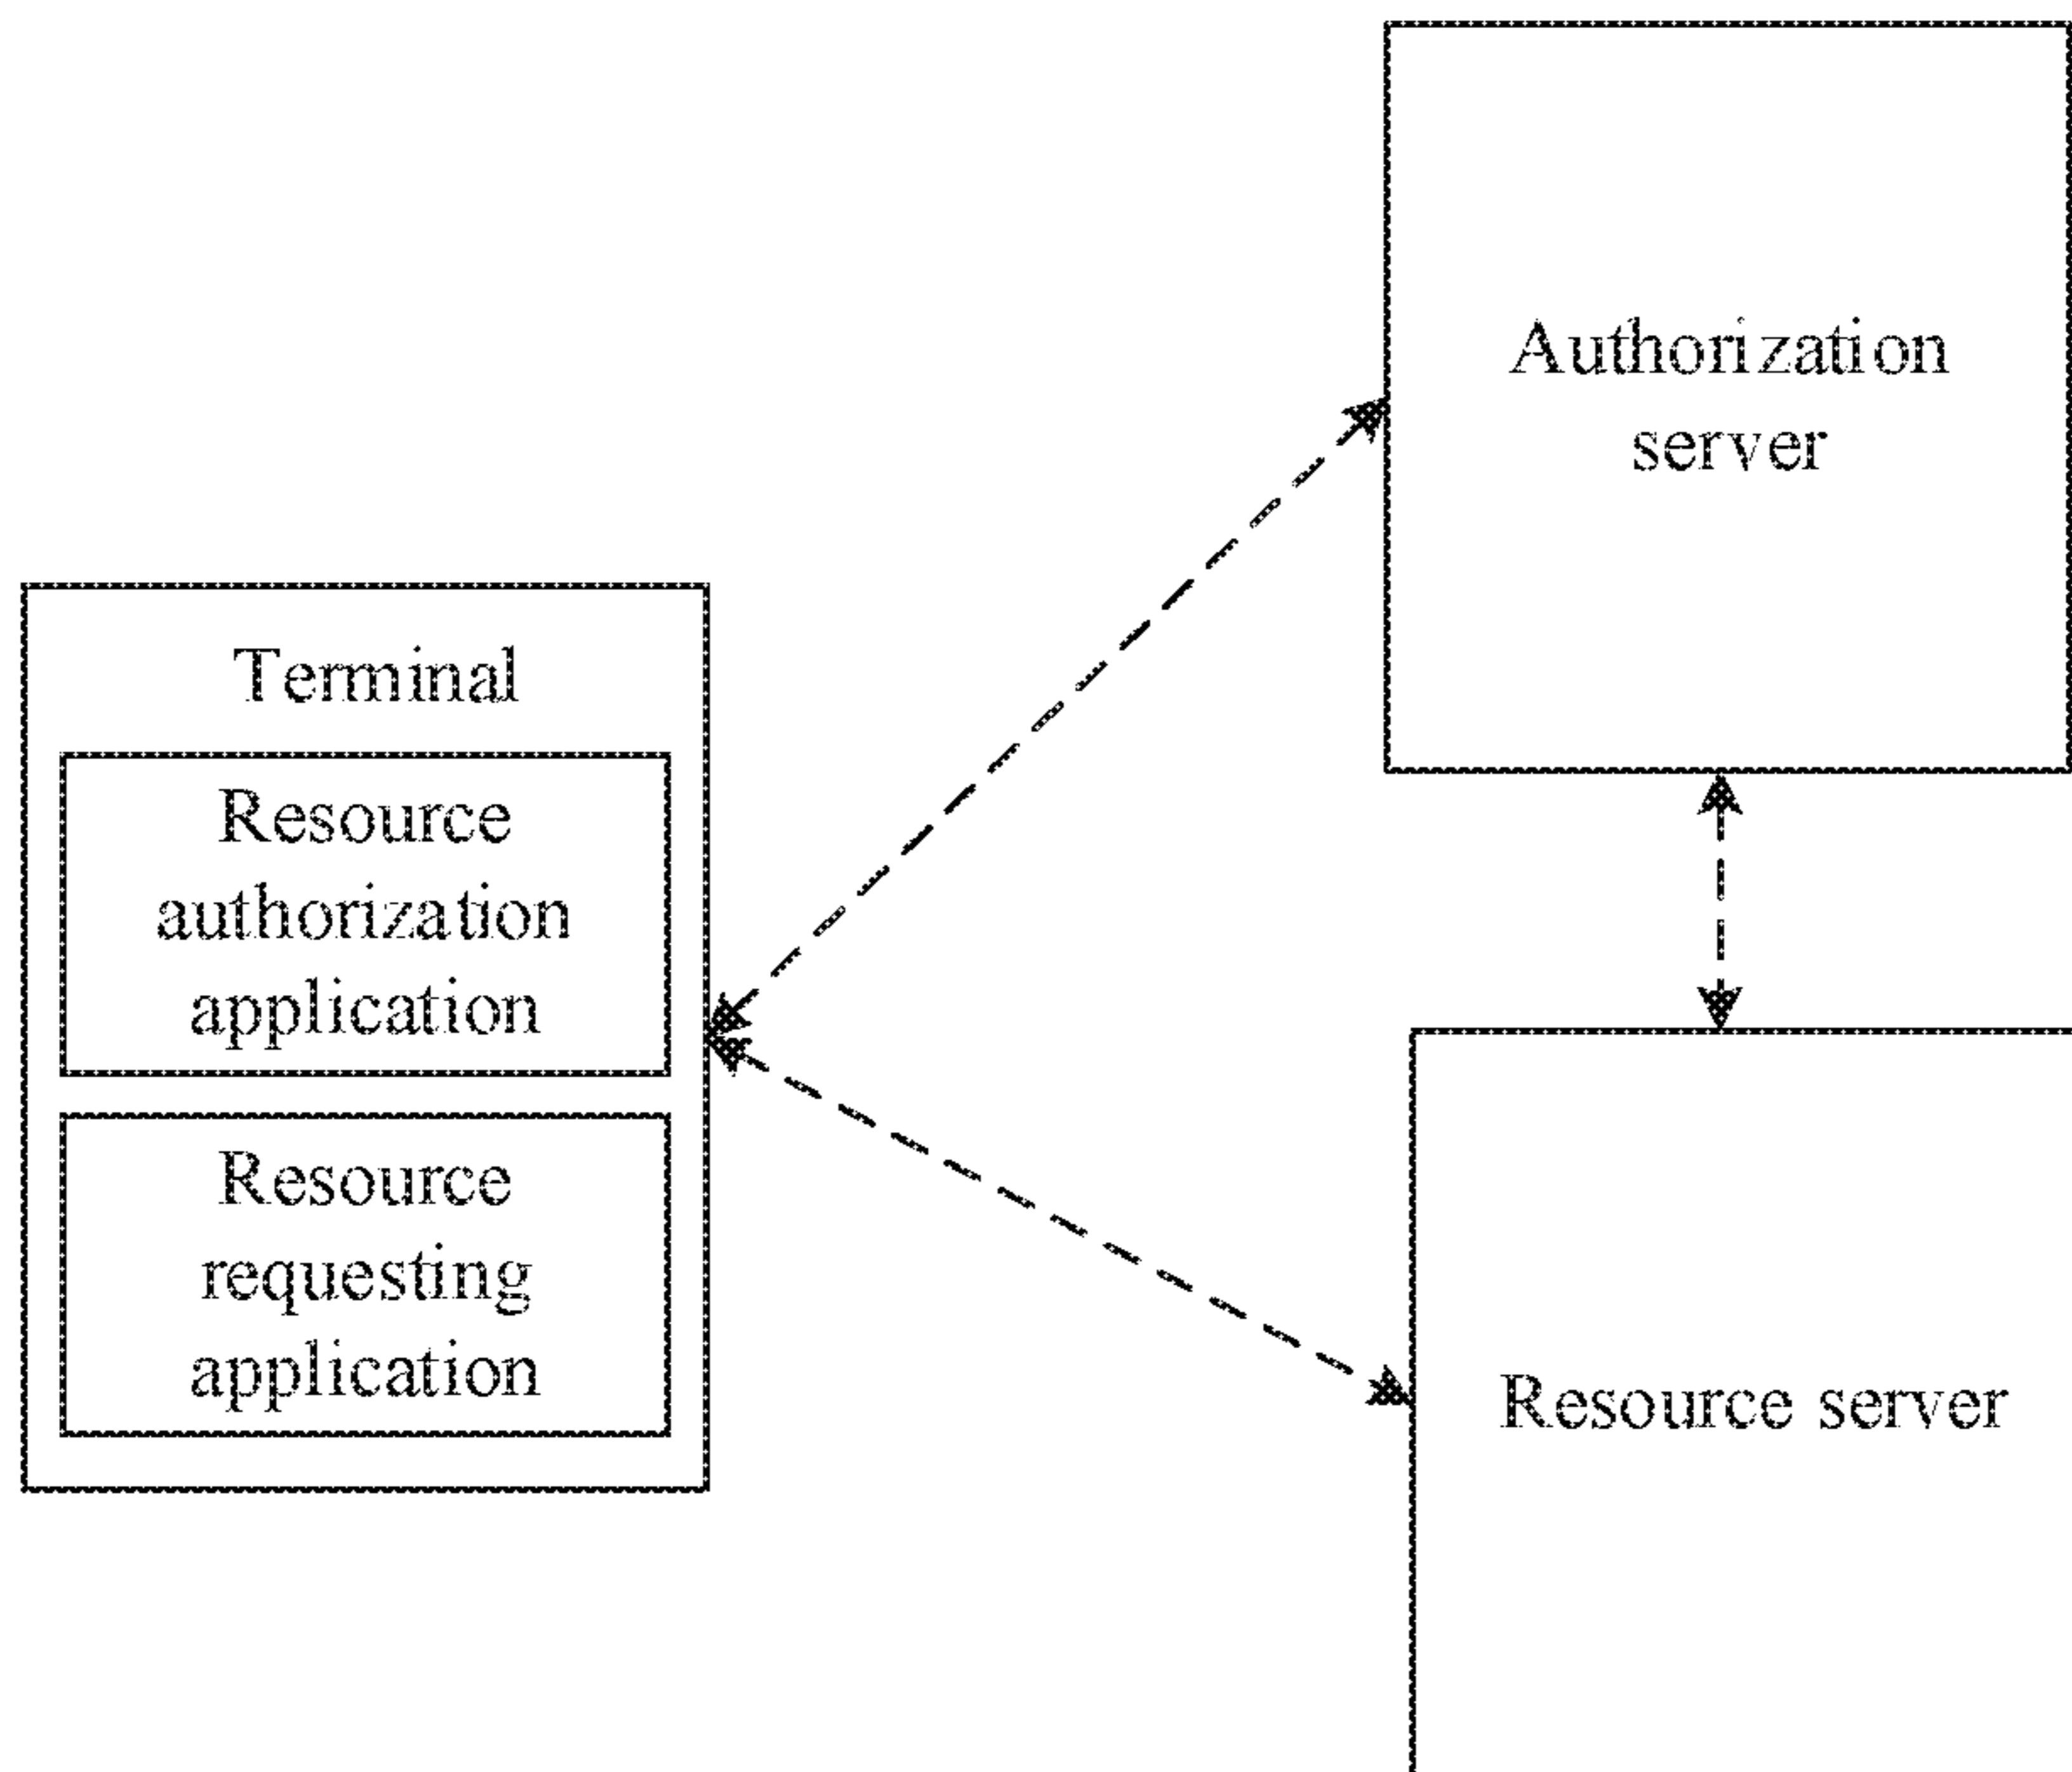 Authorization
server
Terminal
Resource
authorization
application
Resource
requesting
application
Resource server